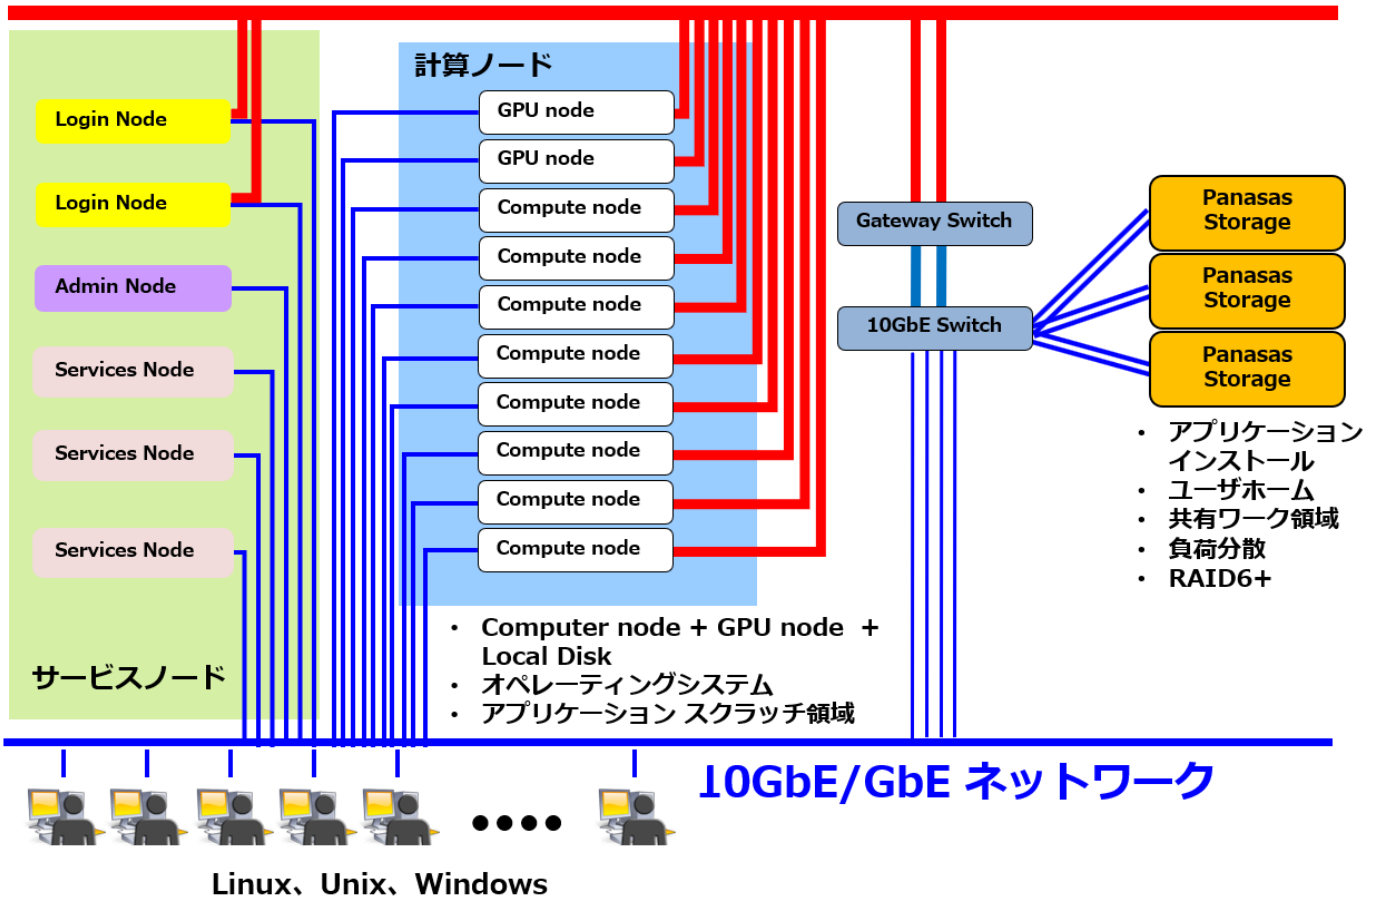 Login Node
Login Node
Admin Node
Services Node
Services Node
Services Node
サービスノード
計算ノード
GPU node
GPU node
Compute node
Compute node
Compute node
Compute node
Compute node
Compute node
Compute node
Compute node
• Computer node + GPU node +
Local Disk
• オペレーティングシステム
• アプリケーション スクラッチ領域
Gateway Switch
10GbE Switch
Panasas
Storage
Panasas
Storage
Panasas
Storage
• アプリケーション
インストール
• ユーザホーム
• 共有ワーク領域
• 負荷分散
• RAID6+
10GbE/GbE ネットワーク
Linux、Unix、Windows